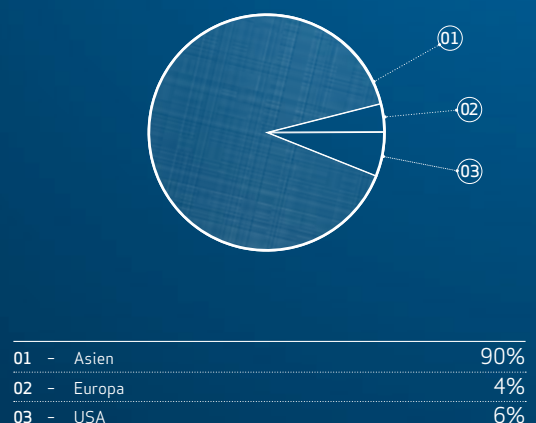 01
02
03
01 – Asien 90%
02 – Europa 4%
03 – USA 6%